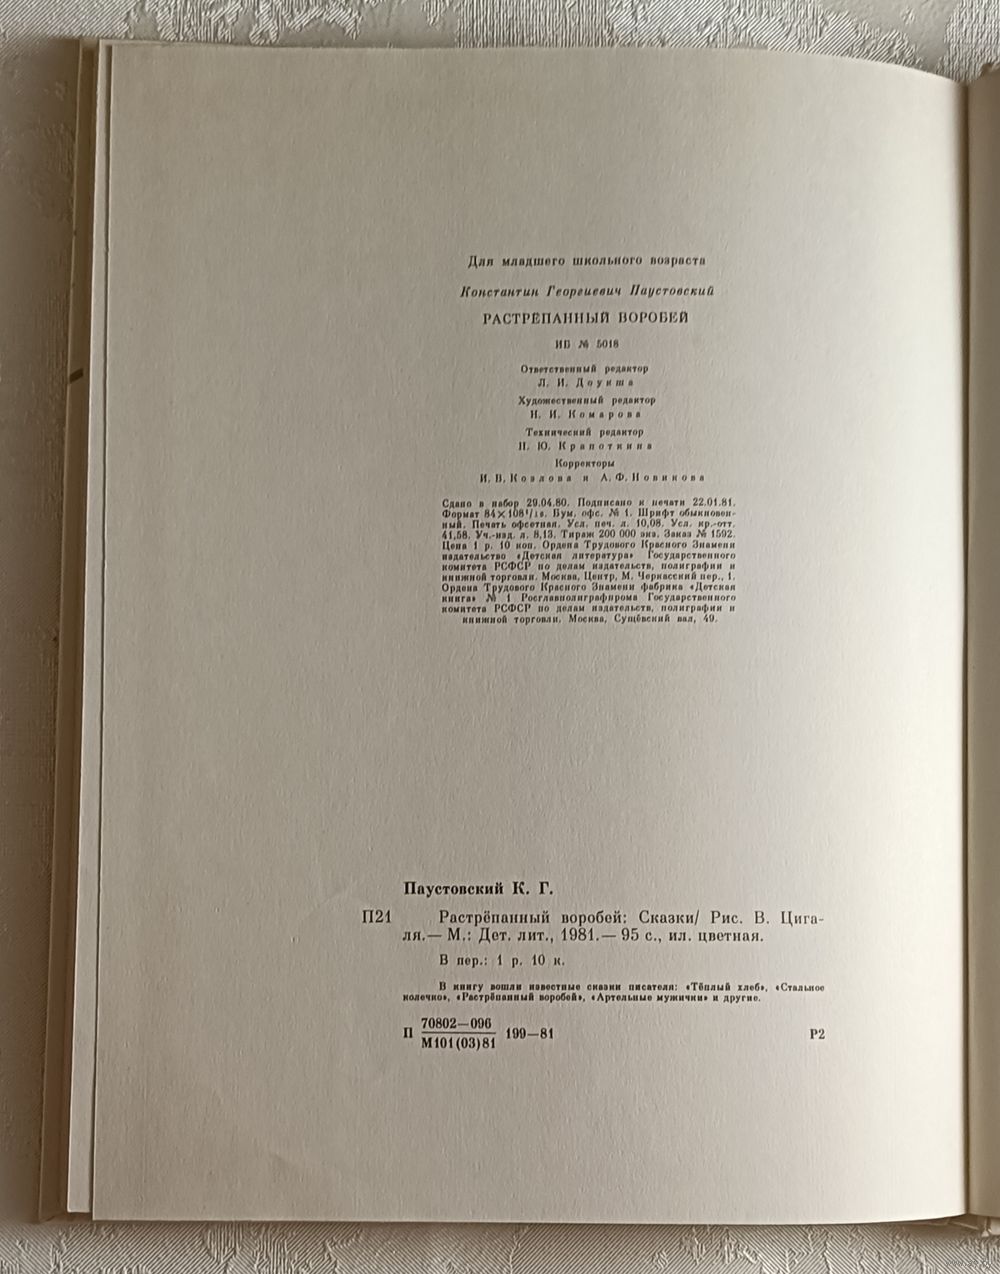 Для младшего школьного возраста
Константин Георгиевич Паустовский
РАСТРЁПАННЫЙ ВОРОБЕЙ
ИБ № 5018
Ответственный редактор
Л. И. Доукша
Художественный редактор
Н. И. Комарова
Технический редактор
Н. Ю. Крапоткина
Корректоры
И. В. Козлова и А. Ф. Новикова
Сдано в набор 29.04.80. Подписано к печати 22.01.81.
Формат 84×108¹/₁₆. Бум. офс. № 1. Шрифт обыкновен-
ный. Печать офсетная. Усл. печ. л. 10,08. Усл. кр.-отт.
41,58. Уч.-изд. л. 8,13. Тираж 200 000 экз. Заказ № 1592.
Цена 1 р. 10 коп. Ордена Трудового Красного Знамени
издательство «Детская литература» Государственного
комитета РСФСР по делам издательств, полиграфии и
книжной торговли. Москва, Центр, М. Черкасский пер., 1.
Ордена Трудового Красного Знамени фабрика «Детская
книга» № 1 Росглавполиграфпрома Государственного
комитета РСФСР по делам издательств, полиграфии и
книжной торговли. Москва, Сущёвский вал, 49.
Паустовский К. Г.
П21 Растрёпанный воробей: Сказки/ Рис. В. Цига-
ля.— М.: Дет. лит., 1981.— 95 с., ил. цветная.
В пер.: 1 р. 10 к.
В книгу вошли известные сказки писателя: «Тёплый хлеб», «Стальное
колечко», «Растрёпанный воробей», «Артельные мужички» и другие.
П 70802—096
М101(03)81 199—81 Р2